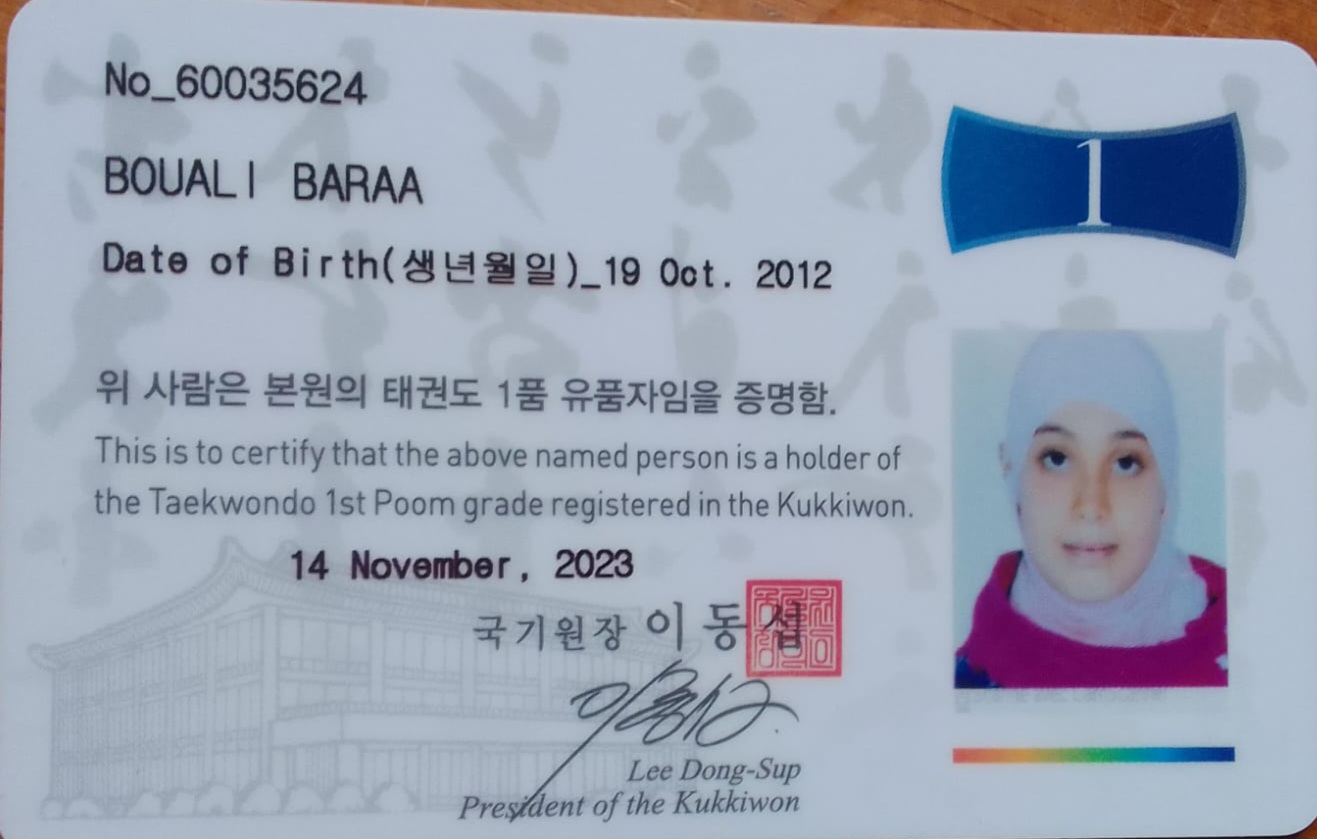 No_60035624
1
BOUALI BARAA
Date of Birth(생년월일)_19 Oct. 2012
위 사람은 본원의 태권도 1품 유품자임을 증명함.
This is to certify that the above named person is a holder of
the Taekwondo 1st Poom grade registered in the Kukkiwon.
14 November, 2023
국기원장 이동섭
Lee Dong-Sup
President of the Kukkiwon